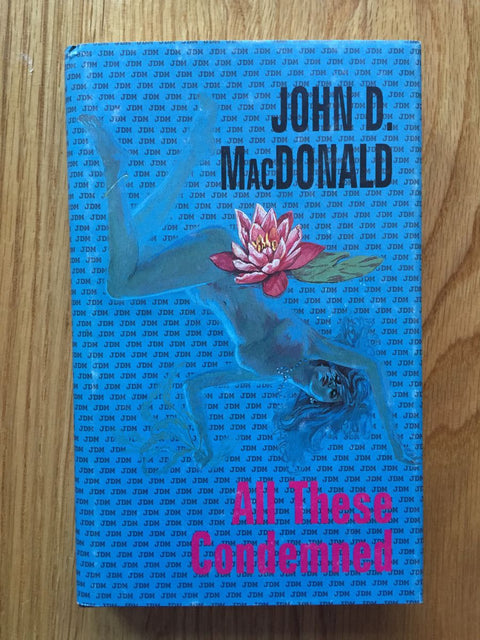 JOHN D.
MacDONALD
All These
Condemned